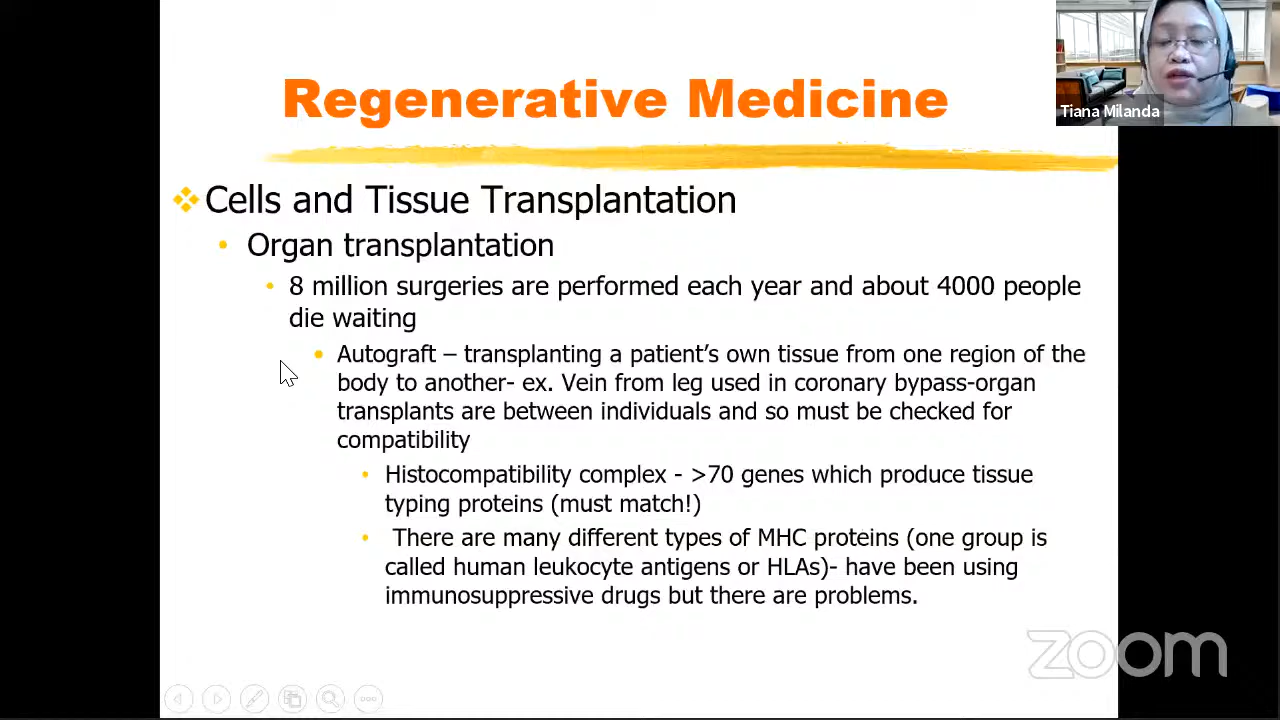 Regenerative Medicine
Tiana Milanda
Cells and Tissue Transplantation
Organ transplantation
8 million surgeries are performed each year and about 4000 people
die waiting
Autograft – transplanting a patient's own tissue from one region of the
body to another- ex. Vein from leg used in coronary bypass-organ
transplants are between individuals and so must be checked for
compatibility
Histocompatibility complex - >70 genes which produce tissue
typing proteins (must match!)
There are many different types of MHC proteins (one group is
called human leukocyte antigens or HLAs)- have been using
immunosuppressive drugs but there are problems.
zoom